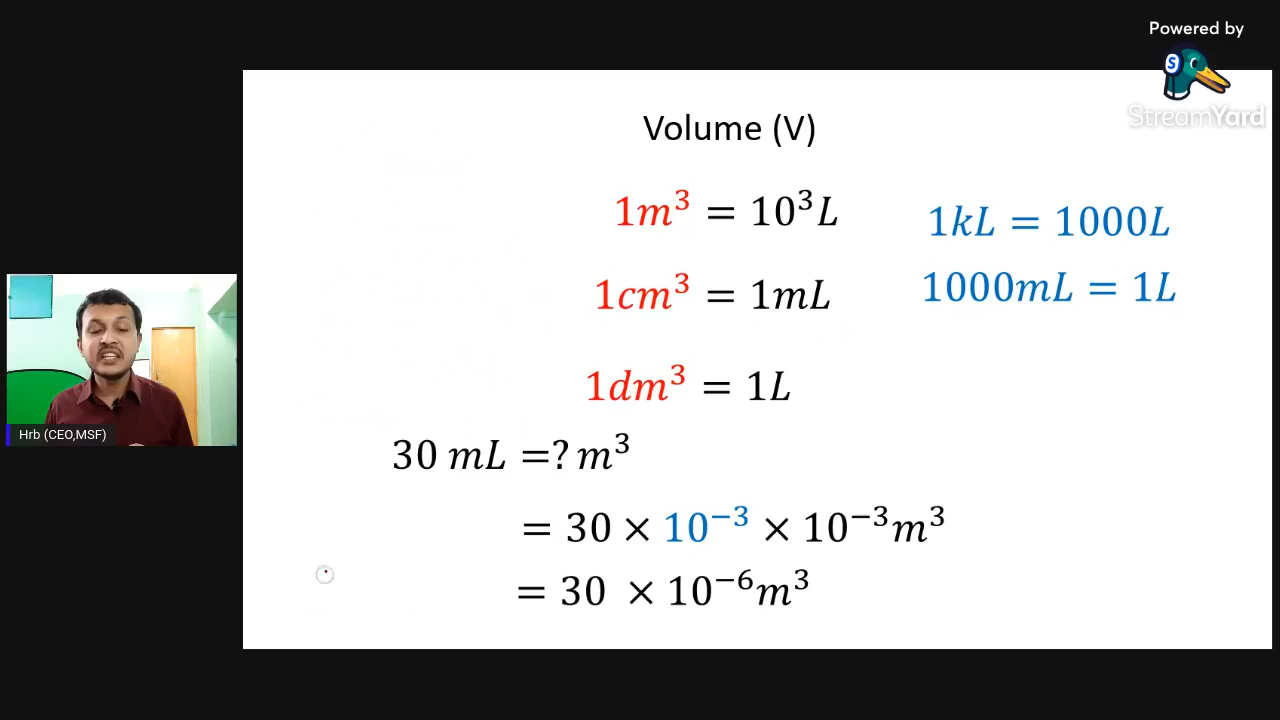 Powered by
StreamYard
Volume (V)
1m³ = 10³L
1kL = 1000L
1cm³ = 1mL
1000mL = 1L
1dm³ = 1L
30 mL =? m³
= 30 × 10⁻³ × 10⁻³m³
= 30 × 10⁻⁶m³
Hrb (CEO,MSF)